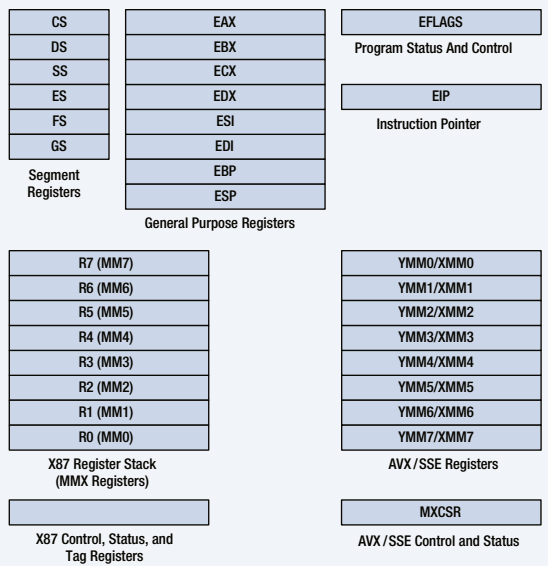 CS
DS
SS
ES
FS
GS
Segment
Registers
EAX
EBX
ECX
EDX
ESI
EDI
EBP
ESP
General Purpose Registers
EFLAGS
Program Status And Control
EIP
Instruction Pointer
R7 (MM7)
R6 (MM6)
R5 (MM5)
R4 (MM4)
R3 (MM3)
R2 (MM2)
R1 (MM1)
R0 (MM0)
X87 Register Stack
(MMX Registers)
YMM0/XMM0
YMM1/XMM1
YMM2/XMM2
YMM3/XMM3
YMM4/XMM4
YMM5/XMM5
YMM6/XMM6
YMM7/XMM7
AVX/SSE Registers
X87 Control, Status, and
Tag Registers
MXCSR
AVX/SSE Control and Status